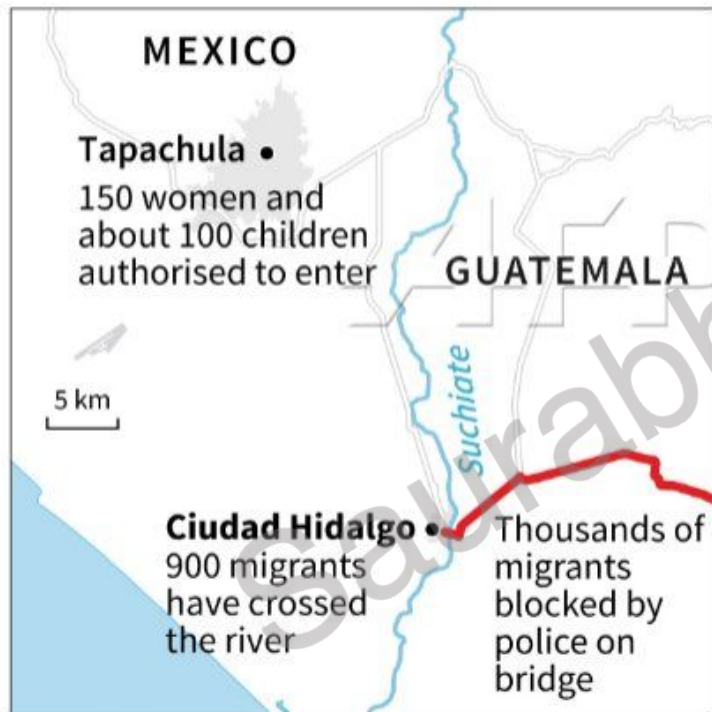 MEXICO
Tapachula
150 women and
about 100 children
authorised to enter
GUATEMALA
5 km
Suchiate
Ciudad Hidalgo
900 migrants
have crossed
the river
Thousands of
migrants
blocked by
police on
bridge
AFP